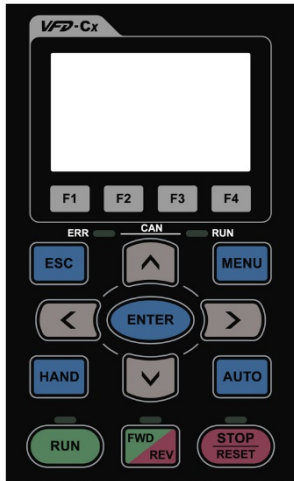 VFD-Cx
F1 F2 F3 F4
ERR CAN RUN
ESC MENU
ENTER
HAND AUTO
RUN FWD REV STOP RESET